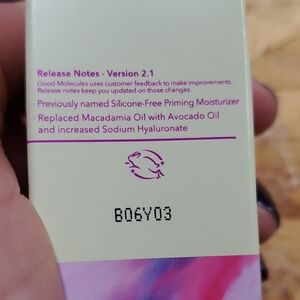 Release Notes - Version 2.1
Good Molecules uses customer feedback to make improvements.
Release notes keep you updated on those changes.
- Previously named Silicone-Free Priming Moisturizer
- Replaced Macadamia Oil with Avocado Oil
and increased Sodium Hyaluronate
B06Y03